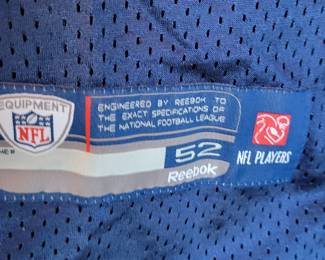 EQUIPMENT
NFL
ENGINEERED BY REEBOK TO
THE EXACT SPECIFICATIONS OF
THE NATIONAL FOOTBALL LEAGUE
52
Reebok
NFL PLAYERS